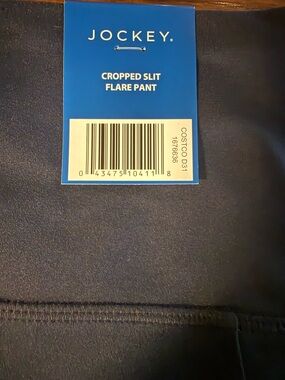 JOCKEY®
CROPPED SLIT
FLARE PANT
COSTCO D31
1676636
0 43475 10411 8